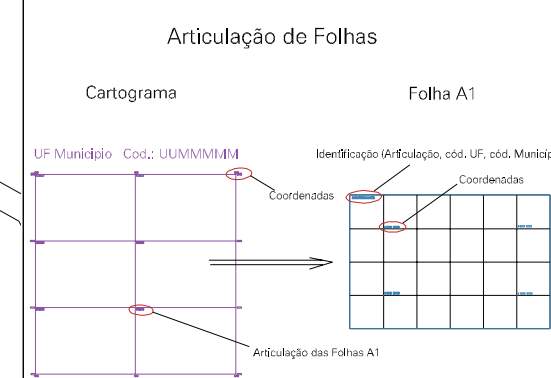 Articulação de Folhas
Cartograma
Folha A1
UF Municipio Cod.: UUMMMMM
Identificação (Articulação, cód. UF, cód. Municíp
Coordenadas
Coordenadas
Articulação das Folhas A1